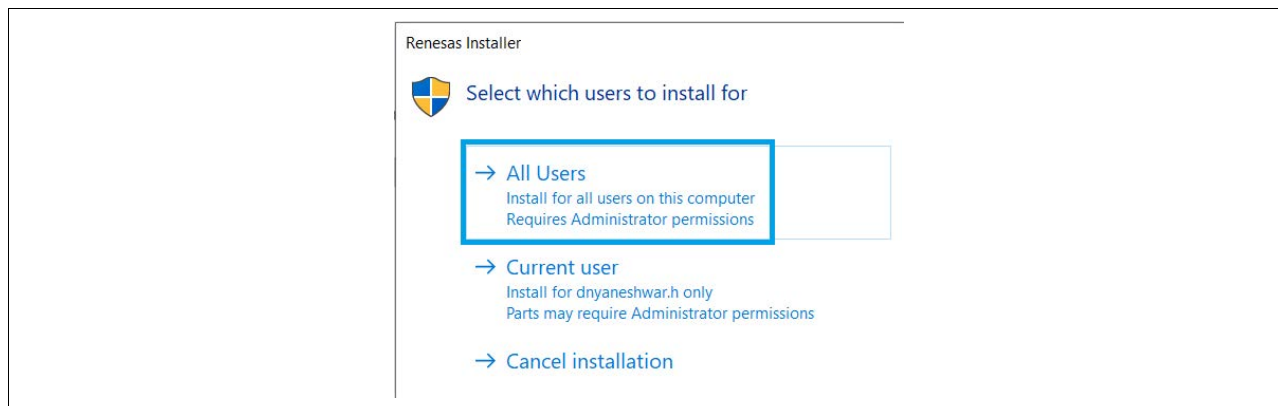 Renesas Installer
Select which users to install for
→ All Users
Install for all users on this computer
Requires Administrator permissions
→ Current user
Install for dnyaneshwar.h only
Parts may require Administrator permissions
→ Cancel installation